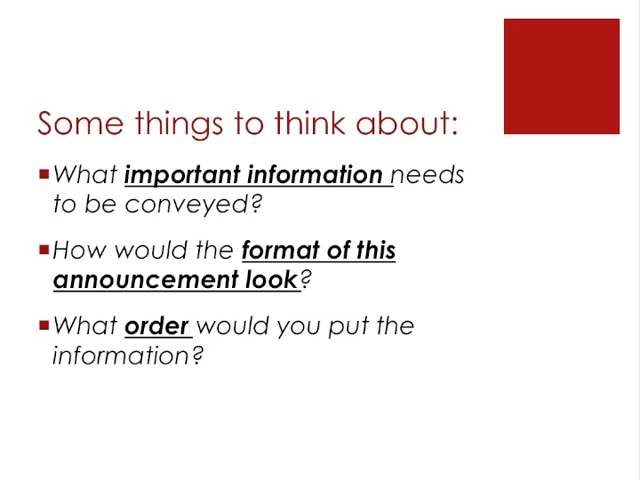 Some things to think about:
What important information needs
to be conveyed?
How would the format of this
announcement look?
What order would you put the
information?